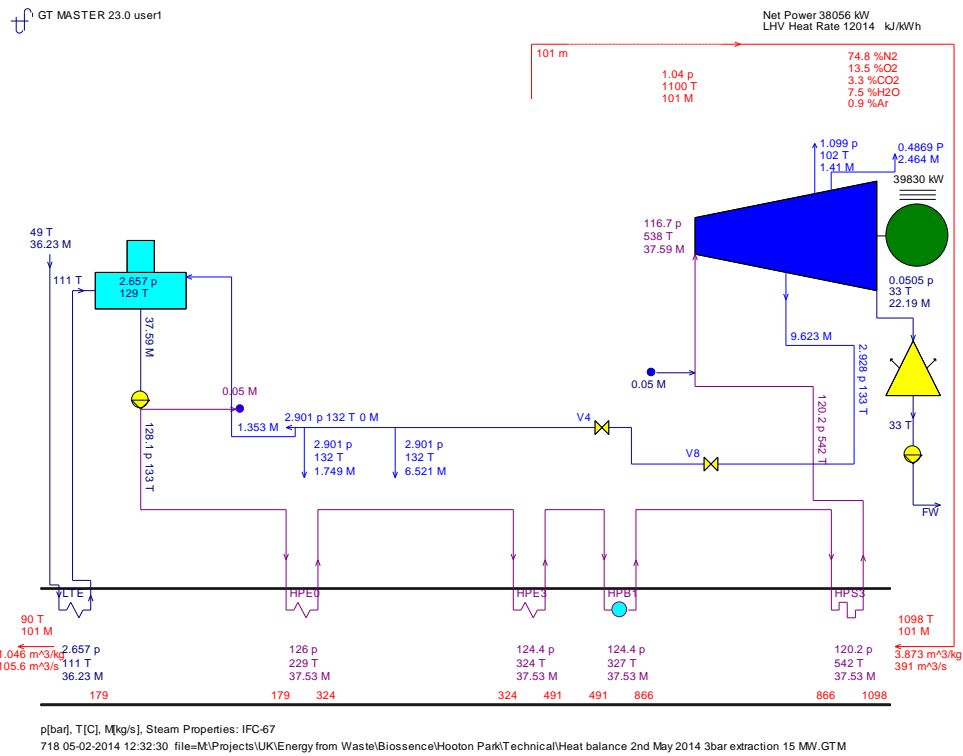 GT MASTER 23.0 user1
Net Power 38056 kW
LHV Heat Rate 12014 kJ/kWh
101 m
1.04 p
1100 T
101 M
74.8 %N2
13.5 %O2
3.3 %CO2
7.5 %H2O
0.9 %Ar
1.099 p
102 T
1.41 M
0.4869 P
2.464 M
39830 kW
116.7 p
538 T
37.59 M
49 T
36.23 M
111 T
2.657 p
129 T
0.0505 p
33 T
22.19 M
37.59 M
9.623 M
2.928 p 133 T
0.05 M
0.05 M
120.2 p 542 T
1.353 M
2.901 p 132 T 0 M
V4
33 T
128.1 p 133 T
2.901 p
132 T
1.749 M
2.901 p
132 T
6.521 M
V8
FW
LTE
HPE0
HPE3
HPB1
HPS3
90 T
101 M
1.046 m^3/kg
105.6 m^3/s
2.657 p
111 T
36.23 M
126 p
229 T
37.53 M
124.4 p
324 T
37.53 M
124.4 p
327 T
37.53 M
120.2 p
542 T
37.53 M
1098 T
101 M
3.873 m^3/kg
391 m^3/s
179 179 324 324 491 491 866 866 1098
p[bar], T[C], M[kg/s], Steam Properties: IFC-67
718 05-02-2014 12:32:30 file=M:\Projects\UK\Energy from Waste\Biossence\Hooton Park\Technical\Heat balance 2nd May 2014 3bar extraction 15 MW.GTM